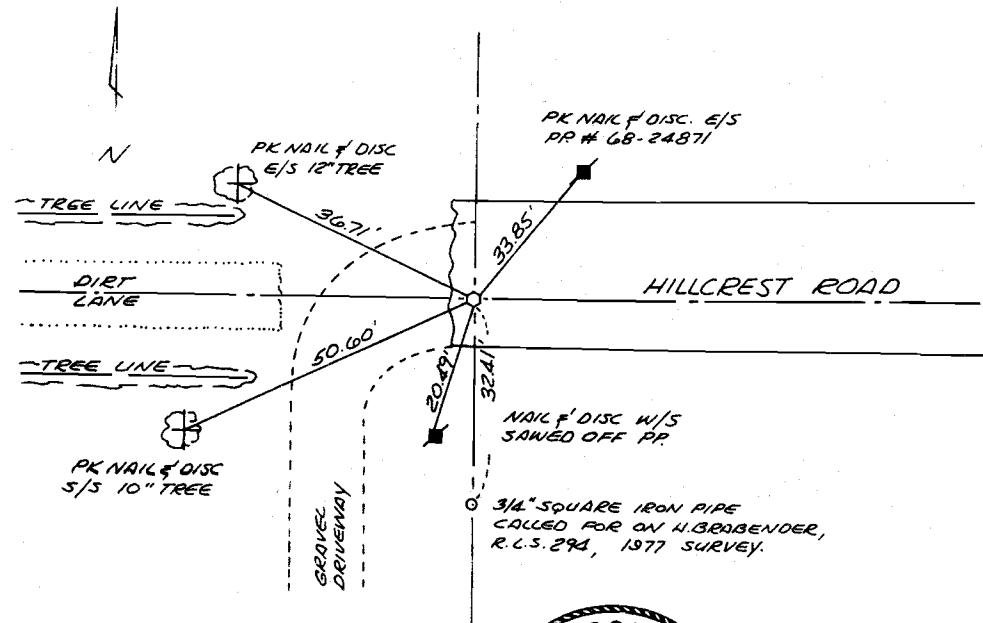 N
PK NAIL & DISC
E/S 12" TREE
PK NAIL & DISC. E/S
PP. # 68-24871
TREE LINE
36.71'
33.85'
DIRT
LANE
HILLCREST ROAD
50.60'
TREE LINE
20.49'
32.41'
NAIL & DISC W/S
SAWED OFF PP.
PK NAIL & DISC
S/S 10" TREE
GRAVEL
DRIVEWAY
3/4" SQUARE IRON PIPE
CALLED FOR ON H. BRABENDER,
R.L.S. 294, 1977 SURVEY.